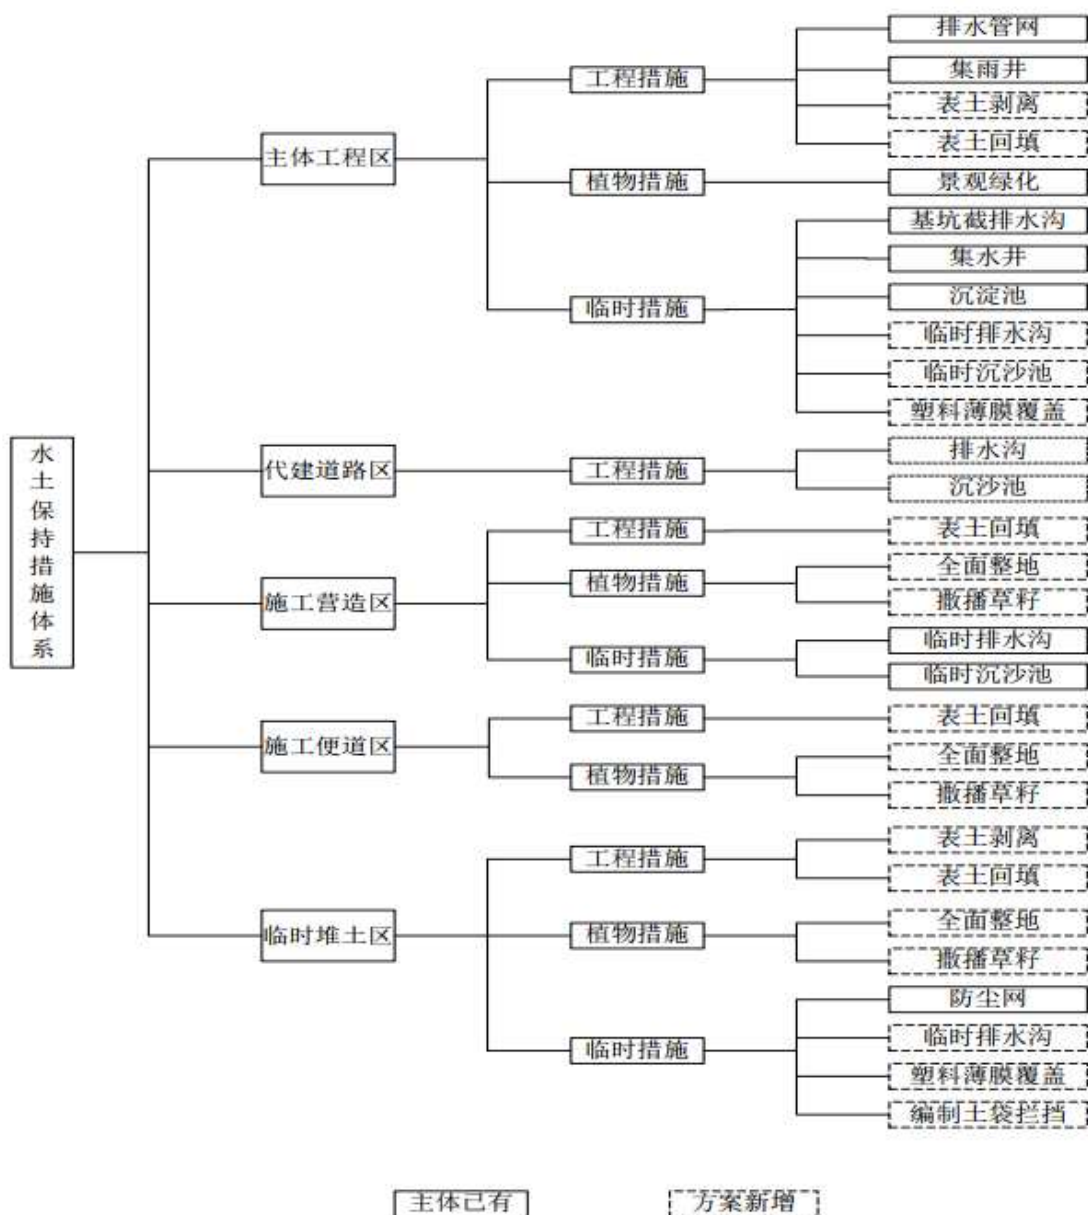 水土保持措施体系
主体工程区
工程措施
排水管网
集雨井
表土剥离
表土回填
植物措施
景观绿化
临时措施
基坑截排水沟
集水井
沉淀池
临时排水沟
临时沉沙池
塑料薄膜覆盖
代建道路区
工程措施
排水沟
沉沙池
施工营造区
工程措施
表土回填
植物措施
全面整地
撒播草籽
临时措施
临时排水沟
临时沉沙池
施工便道区
工程措施
表土回填
植物措施
全面整地
撒播草籽
临时堆土区
工程措施
表土剥离
表土回填
植物措施
全面整地
撒播草籽
临时措施
防尘网
临时排水沟
塑料薄膜覆盖
编制土袋拦挡
主体己有
方案新增